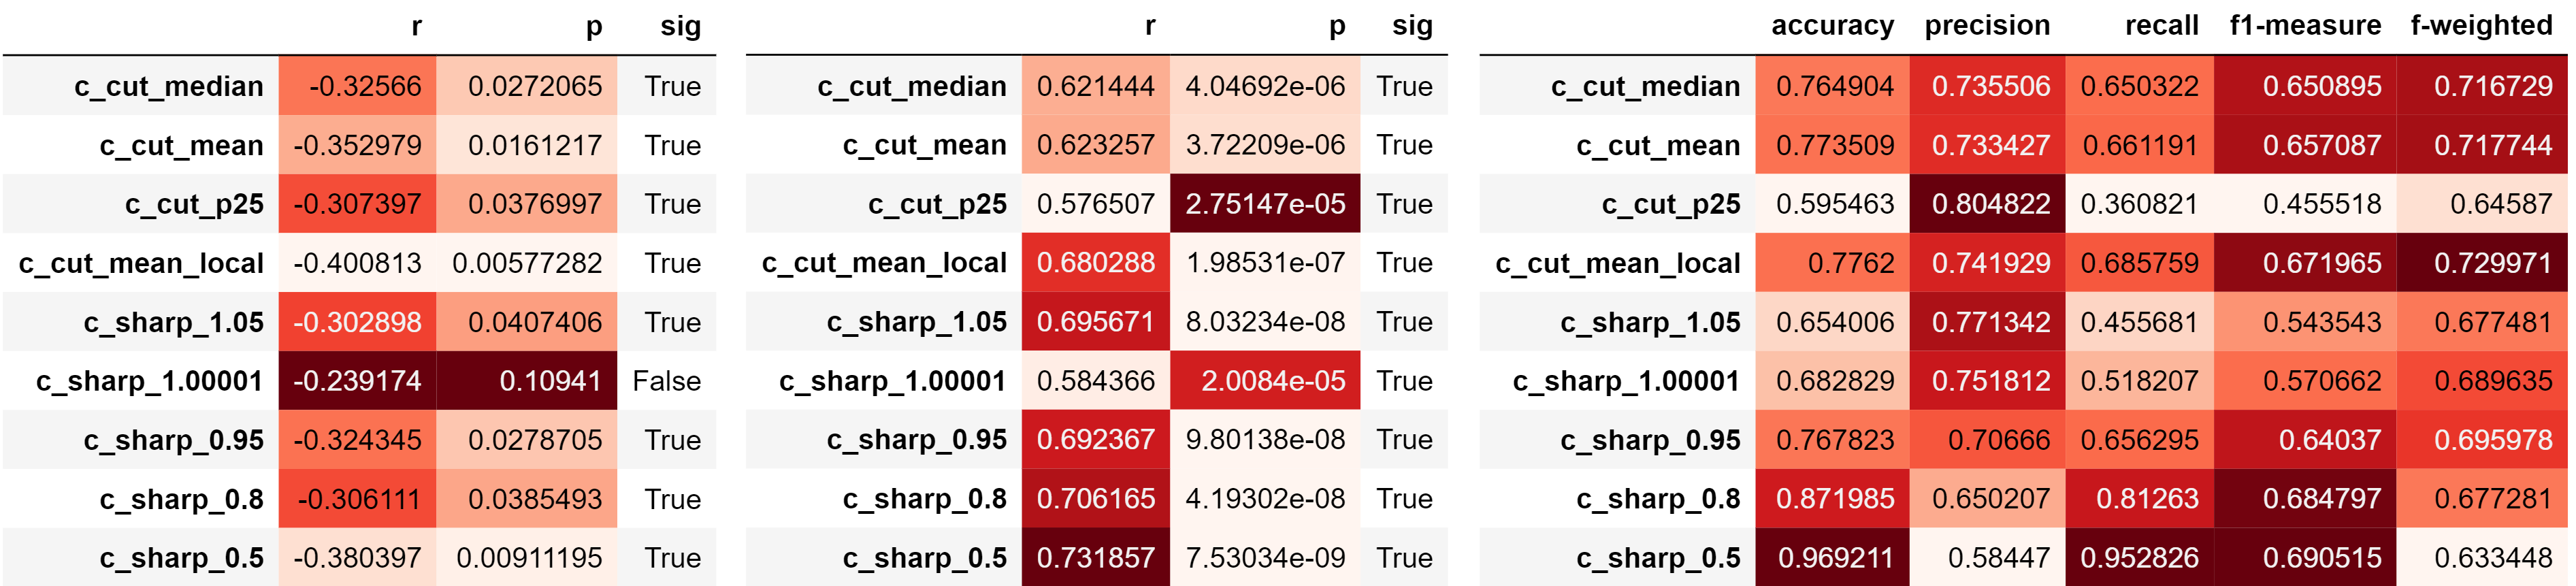 r p sig
c_cut_median -0.32566 0.0272065 True
c_cut_mean -0.352979 0.0161217 True
c_cut_p25 -0.307397 0.0376997 True
c_cut_mean_local -0.400813 0.00577282 True
c_sharp_1.05 -0.302898 0.0407406 True
c_sharp_1.00001 -0.239174 0.10941 False
c_sharp_0.95 -0.324345 0.0278705 True
c_sharp_0.8 -0.306111 0.0385493 True
c_sharp_0.5 -0.380397 0.00911195 True
r p sig
c_cut_median 0.621444 4.04692e-06 True
c_cut_mean 0.623257 3.72209e-06 True
c_cut_p25 0.576507 2.75147e-05 True
c_cut_mean_local 0.680288 1.98531e-07 True
c_sharp_1.05 0.695671 8.03234e-08 True
c_sharp_1.00001 0.584366 2.0084e-05 True
c_sharp_0.95 0.692367 9.80138e-08 True
c_sharp_0.8 0.706165 4.19302e-08 True
c_sharp_0.5 0.731857 7.53034e-09 True
accuracy precision recall f1-measure f-weighted
c_cut_median 0.764904 0.735506 0.650322 0.650895 0.716729
c_cut_mean 0.773509 0.733427 0.661191 0.657087 0.717744
c_cut_p25 0.595463 0.804822 0.360821 0.455518 0.64587
c_cut_mean_local 0.7762 0.741929 0.685759 0.671965 0.729971
c_sharp_1.05 0.654006 0.771342 0.455681 0.543543 0.677481
c_sharp_1.00001 0.682829 0.751812 0.518207 0.570662 0.689635
c_sharp_0.95 0.767823 0.70666 0.656295 0.64037 0.695978
c_sharp_0.8 0.871985 0.650207 0.81263 0.684797 0.677281
c_sharp_0.5 0.969211 0.58447 0.952826 0.690515 0.633448